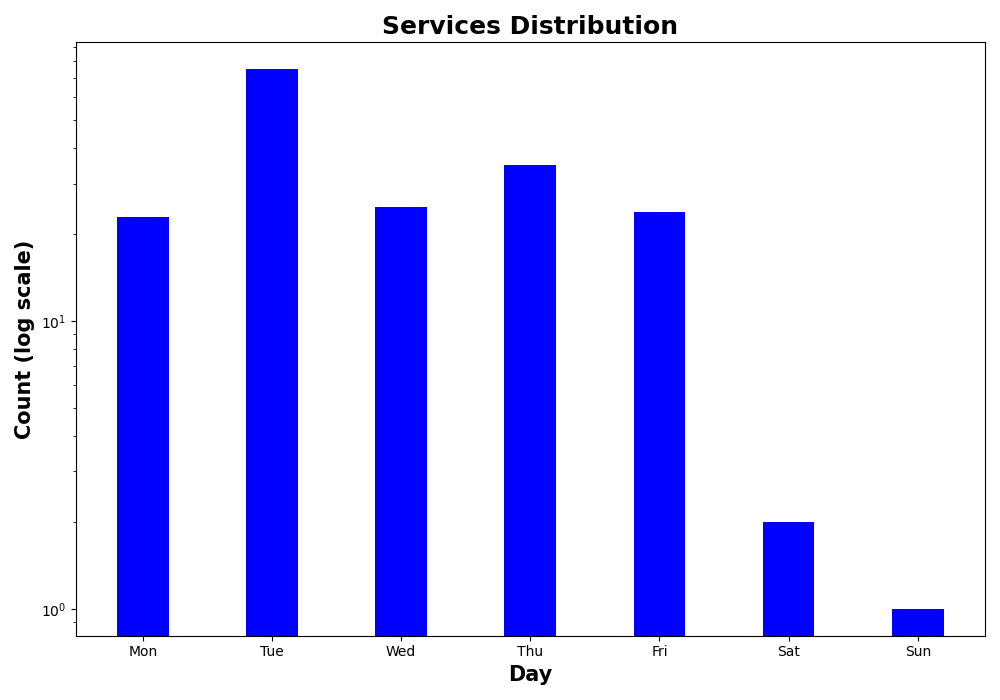 Services Distribution
Count (log scale)
10¹
10⁰
Mon Tue Wed Thu Fri Sat Sun
Day